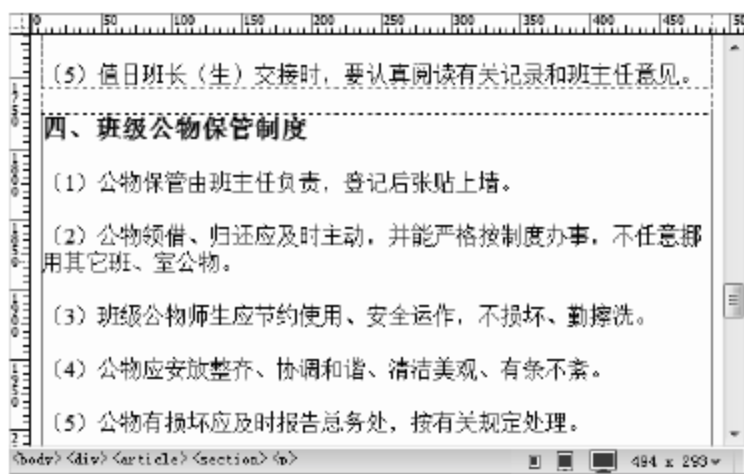 0 50 100 150 200 250 300 350 400 450 50
(5) 值日班长（生）交接时，要认真阅读有关记录和班主任意见。
四、班级公物保管制度
(1) 公物保管由班主任负责，登记后张贴上墙。
(2) 公物领借、归还应及时主动，并能严格按制度办事，不任意挪
用其它班、室公物。
(3) 班级公物师生应节约使用、安全运作，不损坏、勤擦洗。
(4) 公物应安放整齐、协调和谐、清洁美观、有条不紊。
(5) 公物有损坏应及时报告总务处，按有关规定处理。
<body> <div> <article> <section> <p> 494 x 293